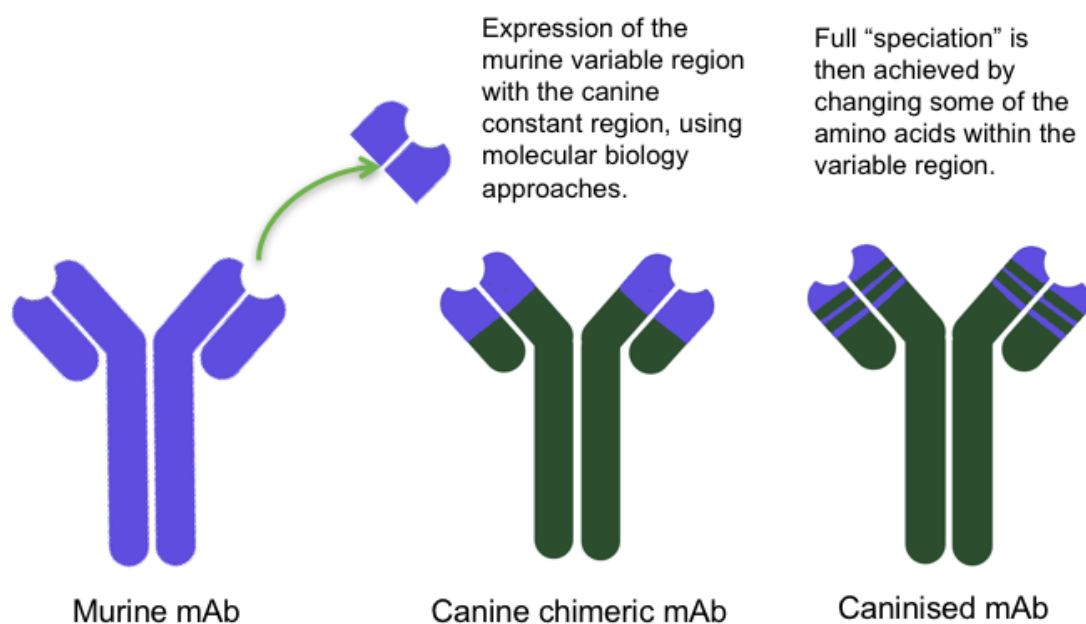 Expression of the
murine variable region
with the canine
constant region, using
molecular biology
approaches.
Full “speciation” is
then achieved by
changing some of the
amino acids within the
variable region.
Murine mAb
Canine chimeric mAb
Caninised mAb